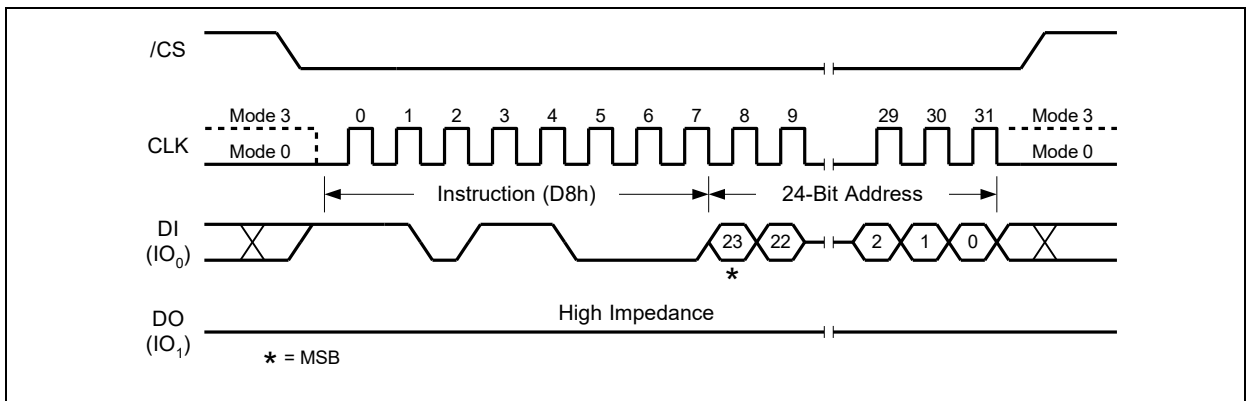 /CS
Mode 3 0 1 2 3 4 5 6 7 8 9 29 30 31 Mode 3
CLK
Mode 0 Mode 0
Instruction (D8h) 24-Bit Address
DI
(IO0) 23 22 2 1 0
*
High Impedance
DO
(IO1)
* = MSB